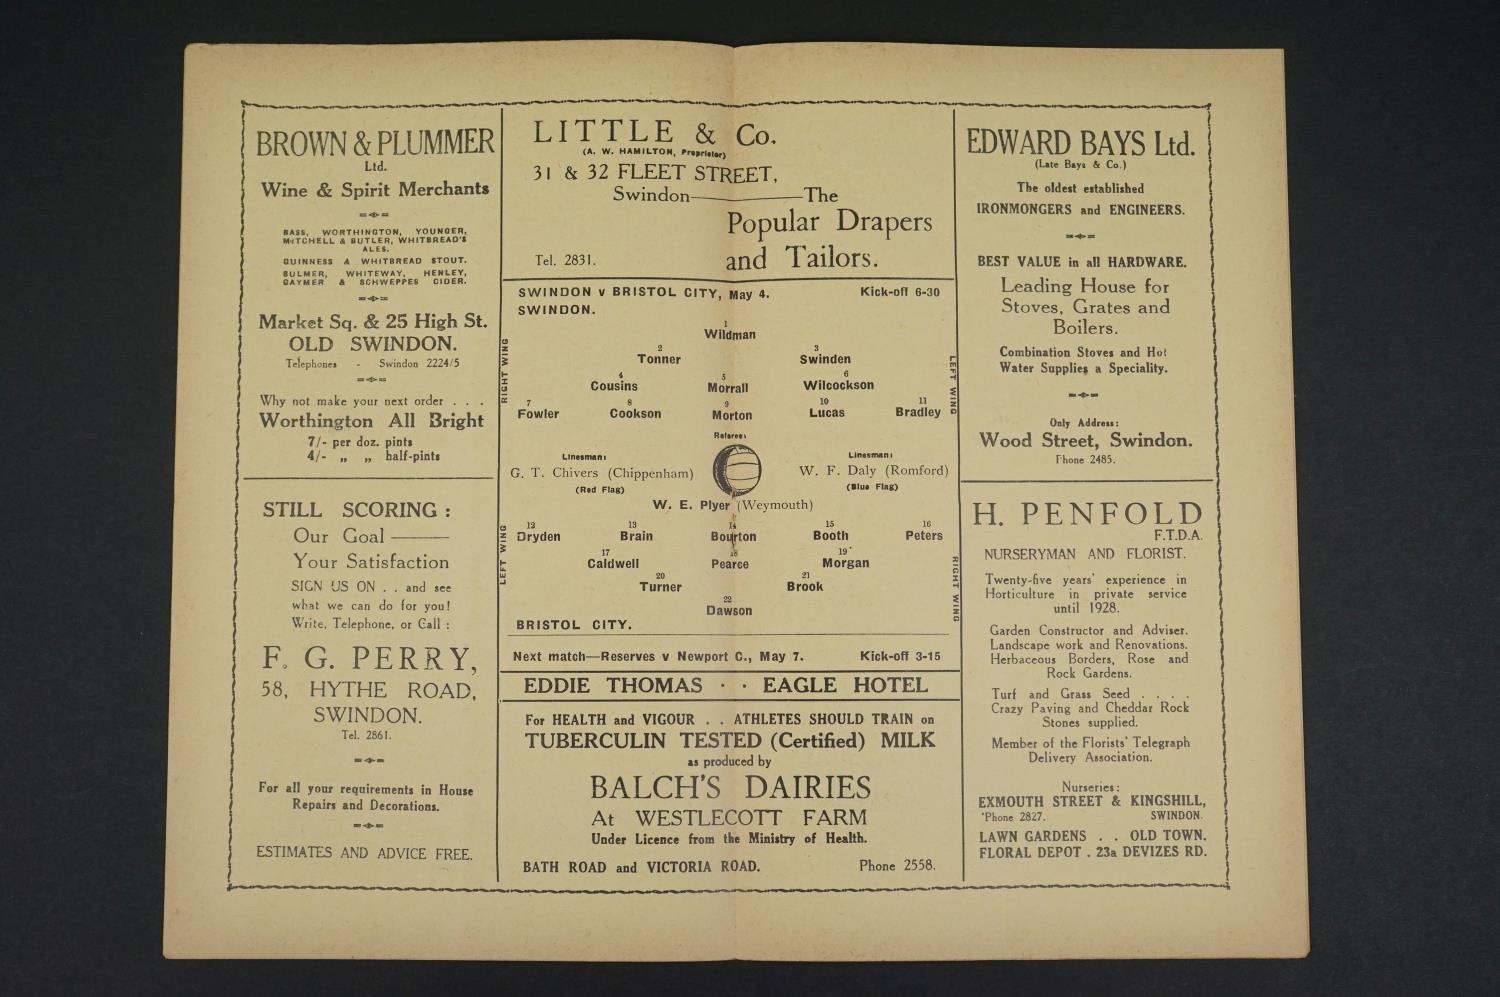 BROWN & PLUMMER
Ltd.
Wine & Spirit Merchants
BASS, WORTHINGTON, YOUNGER,
MITCHELL & BUTLER, WHITBREAD'S
ALES.
GUINNESS & WHITBREAD STOUT.
BULMER, WHITEWAY, HENLEY,
GAYMER & SCHWEPPES CIDER.
Market Sq. & 25 High St.
OLD SWINDON.
Telephones - Swindon 2224/5
Why not make your next order . . .
Worthington All Bright
7/- per doz. pints
4/- „ „ half-pints
STILL SCORING :
Our Goal ———
Your Satisfaction
SIGN US ON . . and see
what we can do for you!
Write, Telephone, or Call :
F. G. PERRY,
58, HYTHE ROAD,
SWINDON.
Tel. 2861.
For all your requirements in House
Repairs and Decorations.
ESTIMATES AND ADVICE FREE.
LITTLE & Co.
(A. W. HAMILTON, Proprietor)
31 & 32 FLEET STREET,
Swindon———The
Popular Drapers
and Tailors.
Tel. 2831.
SWINDON v BRISTOL CITY, May 4. Kick-off 6-30
SWINDON.
1
Wildman
2 3
Tonner Swinden
4 5 6
Cousins Morrall Wilcockson
7 8 9 10 11
Fowler Cookson Morton Lucas Bradley
RIGHT WING
LEFT WING
Referee:
Linesman: Linesman:
G. T. Chivers (Chippenham) W. F. Daly (Romford)
(Red Flag) (Blue Flag)
W. E. Plyer (Weymouth)
12 13 14 15 16
Dryden Brain Bourton Booth Peters
17 18 19
Caldwell Pearce Morgan
20 21
Turner Brook
22
Dawson
LEFT WING
RIGHT WING
BRISTOL CITY.
Next match—Reserves v Newport C., May 7. Kick-off 3-15
EDDIE THOMAS . . EAGLE HOTEL
For HEALTH and VIGOUR . . ATHLETES SHOULD TRAIN on
TUBERCULIN TESTED (Certified) MILK
as produced by
BALCH'S DAIRIES
At WESTLECOTT FARM
Under Licence from the Ministry of Health.
BATH ROAD and VICTORIA ROAD. Phone 2558.
EDWARD BAYS Ltd.
(Late Bays & Co.)
The oldest established
IRONMONGERS and ENGINEERS.
BEST VALUE in all HARDWARE.
Leading House for
Stoves, Grates and
Boilers.
Combination Stoves and Hot
Water Supplies a Speciality.
Only Address:
Wood Street, Swindon.
Phone 2485.
H. PENFOLD
F.T.D.A.
NURSERYMAN AND FLORIST.
Twenty-five years' experience in
Horticulture in private service
until 1928.
Garden Constructor and Adviser.
Landscape work and Renovations.
Herbaceous Borders, Rose and
Rock Gardens.
Turf and Grass Seed . . . .
Crazy Paving and Cheddar Rock
Stones supplied.
Member of the Florists' Telegraph
Delivery Association.
Nurseries:
EXMOUTH STREET & KINGSHILL,
'Phone 2827. SWINDON.
LAWN GARDENS . . OLD TOWN.
FLORAL DEPOT . 23a DEVIZES RD.